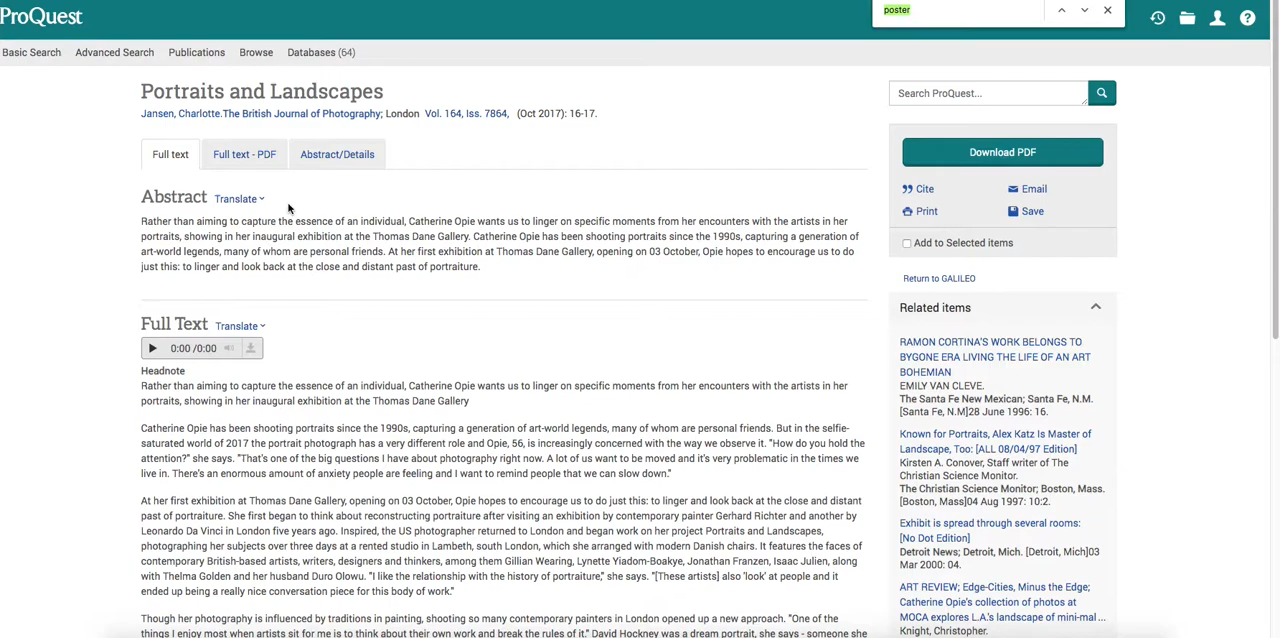 ProQuest
poster
Basic Search Advanced Search Publications Browse Databases (64)
Portraits and Landscapes
Jansen, Charlotte.The British Journal of Photography; London Vol. 164, Iss. 7864, (Oct 2017): 16-17.
Full text Full text - PDF Abstract/Details
Abstract Translate
Rather than aiming to capture the essence of an individual, Catherine Opie wants us to linger on specific moments from her encounters with the artists in her
portraits, showing in her inaugural exhibition at the Thomas Dane Gallery. Catherine Opie has been shooting portraits since the 1990s, capturing a generation of
art-world legends, many of whom are personal friends. At her first exhibition at Thomas Dane Gallery, opening on 03 October, Opie hopes to encourage us to do
just this: to linger and look back at the close and distant past of portraiture.
Full Text Translate
0:00 /0:00
Headnote
Rather than aiming to capture the essence of an individual, Catherine Opie wants us to linger on specific moments from her encounters with the artists in her
portraits, showing in her inaugural exhibition at the Thomas Dane Gallery
Catherine Opie has been shooting portraits since the 1990s, capturing a generation of art-world legends, many of whom are personal friends. But in the selfie-
saturated world of 2017 the portrait photograph has a very different role and Opie, 56, is increasingly concerned with the way we observe it. "How do you hold the
attention?" she says. "That's one of the big questions I have about photography right now. A lot of us want to be moved and it's very problematic in the times we
live in. There's an enormous amount of anxiety people are feeling and I want to remind people that we can slow down."
At her first exhibition at Thomas Dane Gallery, opening on 03 October, Opie hopes to encourage us to do just this: to linger and look back at the close and distant
past of portraiture. She first began to think about reconstructing portraiture after visiting an exhibition by contemporary painter Gerhard Richter and another by
Leonardo Da Vinci in London five years ago. Inspired, the US photographer returned to London and began work on her project Portraits and Landscapes,
photographing her subjects over three days at a rented studio in Lambeth, south London, which she arranged with modern Danish chairs. It features the faces of
contemporary British-based artists, writers, designers and thinkers, among them Gillian Wearing, Lynette Yiadom-Boakye, Jonathan Franzen, Isaac Julien, along
with Thelma Golden and her husband Duro Olowu. "I like the relationship with the history of portraiture," she says. "[These artists] also 'look' at people and it
ended up being a really nice conversation piece for this body of work."
Though her photography is influenced by traditions in painting, shooting so many contemporary painters in London opened up a new approach. "One of the
things I enjoy most when artists sit for me is to think about their own work and break the rules of it." David Hockney was a dream portrait, she says - someone she
Search ProQuest...
Download PDF
Cite Email
Print Save
Add to Selected items
Return to GALILEO
Related items
RAMON CORTINA'S WORK BELONGS TO
BYGONE ERA LIVING THE LIFE OF AN ART
BOHEMIAN
EMILY VAN CLEVE.
The Santa Fe New Mexican; Santa Fe, N.M.
[Santa Fe, N.M]28 June 1996: 16.
Known for Portraits, Alex Katz Is Master of
Landscape, Too: [ALL 08/04/97 Edition]
Kirsten A. Conover, Staff writer of The
Christian Science Monitor.
The Christian Science Monitor; Boston, Mass.
[Boston, Mass]04 Aug 1997: 10:2.
Exhibit is spread through several rooms:
[No Dot Edition]
Detroit News; Detroit, Mich. [Detroit, Mich]03
Mar 2000: 04.
ART REVIEW; Edge-Cities, Minus the Edge;
Catherine Opie's collection of photos at
MOCA explores L.A.'s landscape of mini-mal ...
Knight, Christopher.